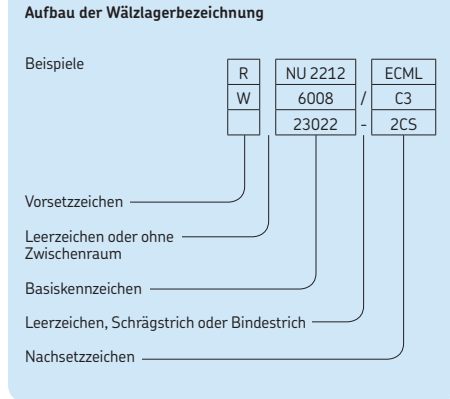 Aufbau der Wälzlagerbezeichnung
Beispiele
R NU 2212 ECML
W 6008 / C3
23022 - 2CS
Vorsetzzeichen
Leerzeichen oder ohne
Zwischenraum
Basiskennzeichen
Leerzeichen, Schrägstrich oder Bindestrich
Nachsetzzeichen